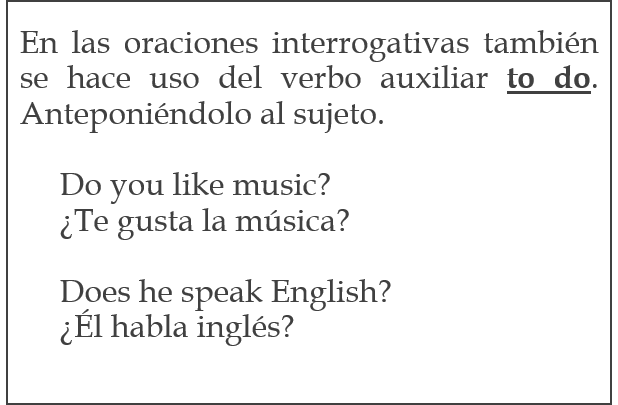 En las oraciones interrogativas también
se hace uso del verbo auxiliar to do.
Anteponiéndolo al sujeto.
Do you like music?
¿Te gusta la música?
Does he speak English?
¿Él habla inglés?